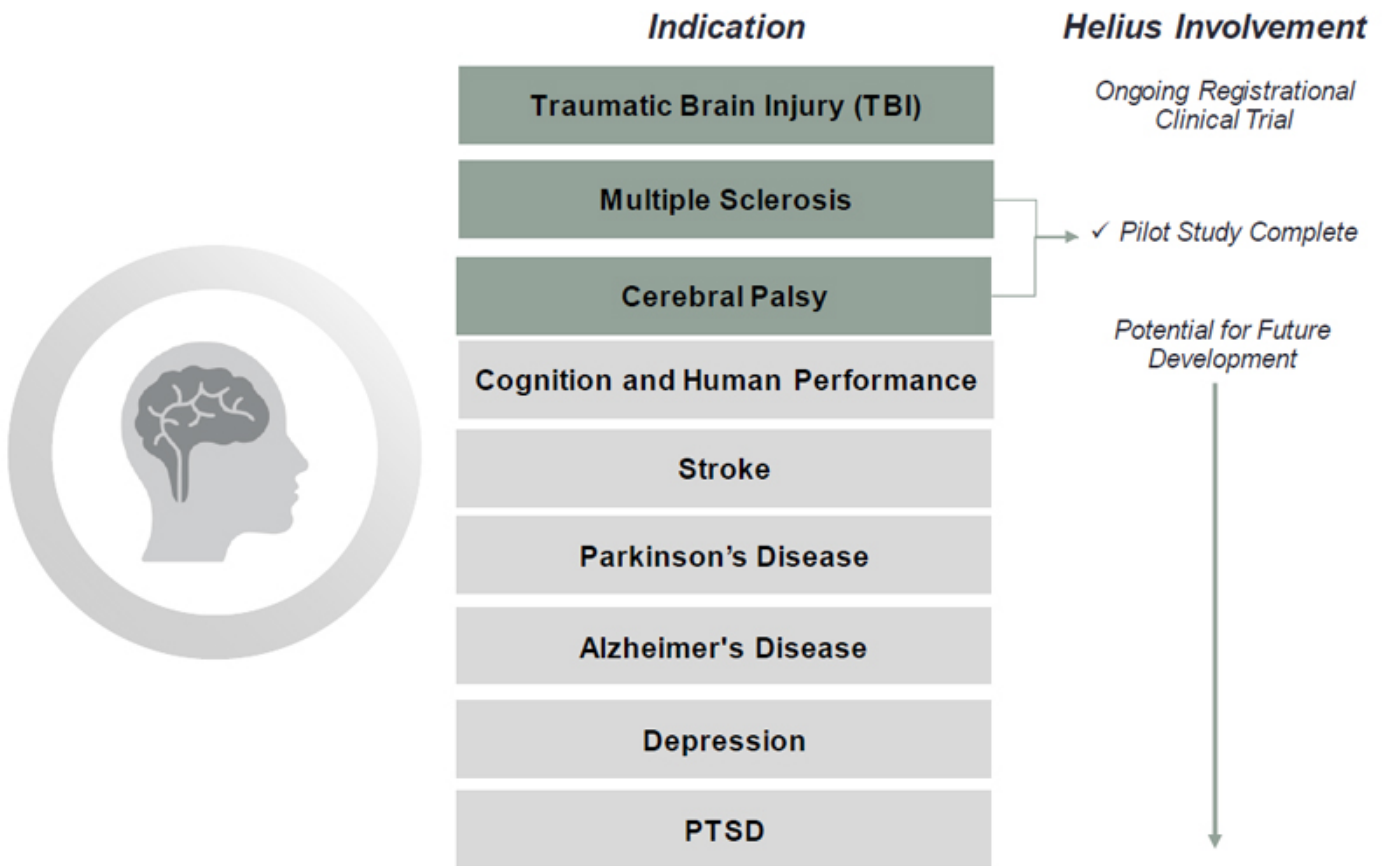 Indication
Helius Involvement
Traumatic Brain Injury (TBI)
Ongoing Registrational
Clinical Trial
Multiple Sclerosis
✓ Pilot Study Complete
Cerebral Palsy
Potential for Future
Development
Cognition and Human Performance
Stroke
Parkinson’s Disease
Alzheimer's Disease
Depression
PTSD